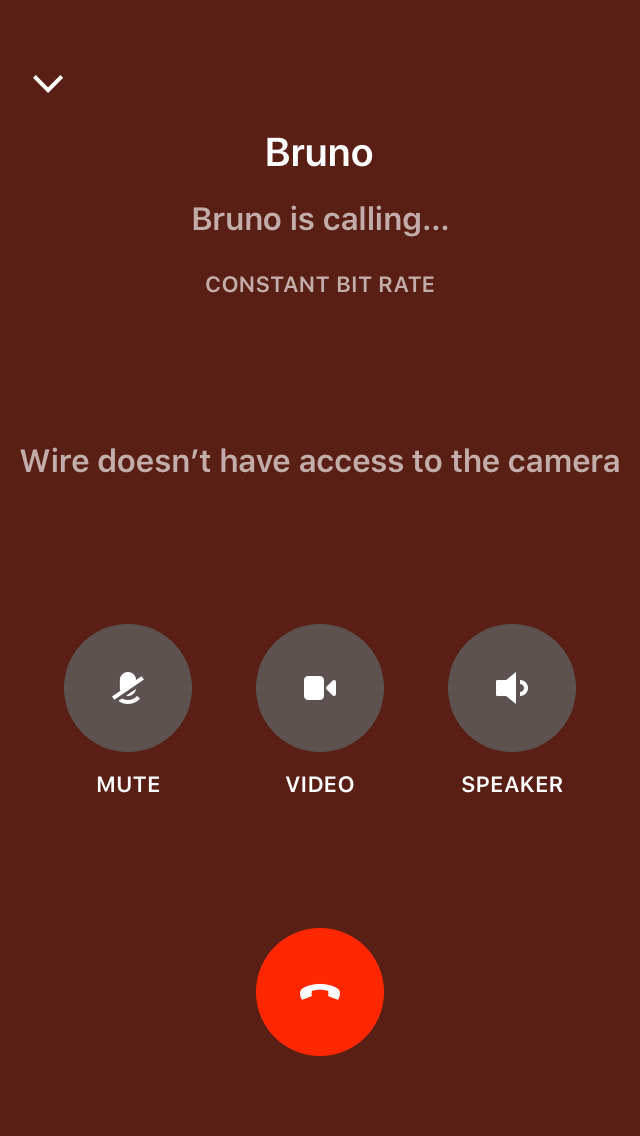 Bruno
Bruno is calling...
CONSTANT BIT RATE
Wire doesn’t have access to the camera
MUTE
VIDEO
SPEAKER